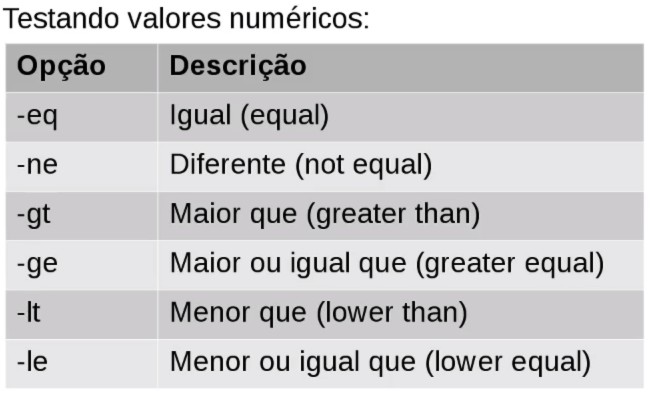 Testando valores numéricos:
Opção Descrição
-eq Igual (equal)
-ne Diferente (not equal)
-gt Maior que (greater than)
-ge Maior ou igual que (greater equal)
-lt Menor que (lower than)
-le Menor ou igual que (lower equal)